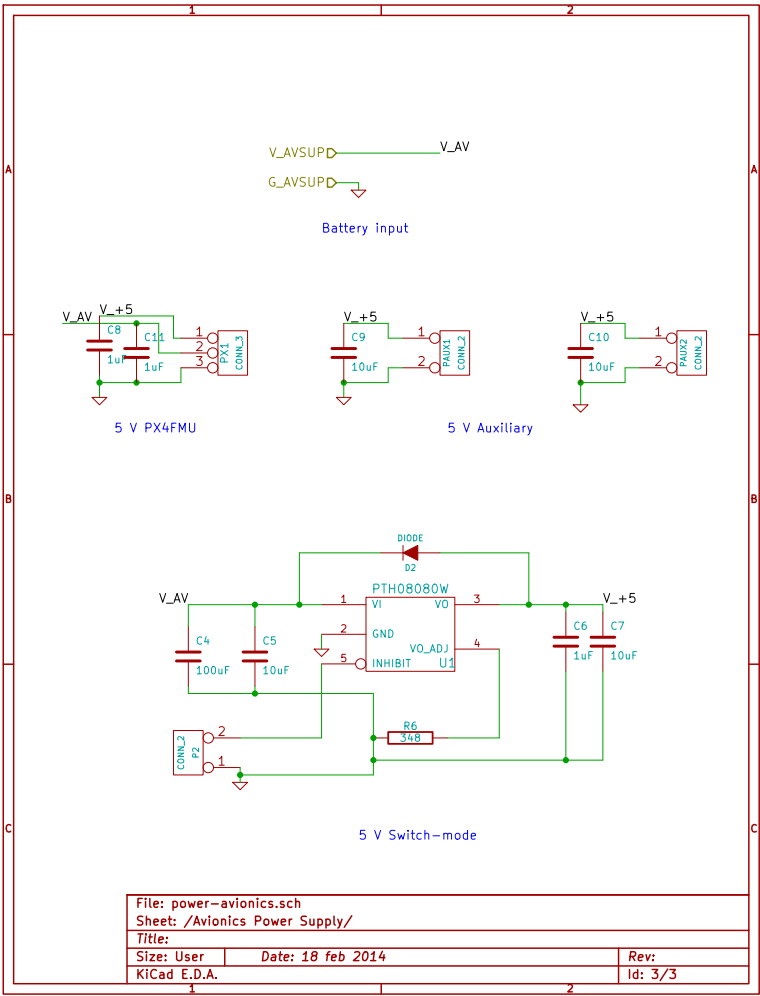 1 2
A A
V_AVSUP V_AV
G_AVSUP
Battery input
V_AV V_+5 C8 1uF C11 1uF 1 2 3 PX1 CONN_3
V_+5 C9 10uF 1 2 PAUX1 CONN_2
V_+5 C10 10uF 1 2 PAUX2 CONN_2
5 V PX4FMU
5 V Auxiliary
B B
DIODE
D2
PTH08080W
V_AV 1 VI VO 3 V_+5
2 GND
VO_ADJ 4
5 INHIBIT U1
C4 100uF
C5 10uF
C6 1uF
C7 10uF
R6
348
CONN_2 P2 2 1
C C
5 V Switch-mode
File: power-avionics.sch
Sheet: /Avionics Power Supply/
Title:
Size: User Date: 18 feb 2014 Rev:
KiCad E.D.A. Id: 3/3
1 2